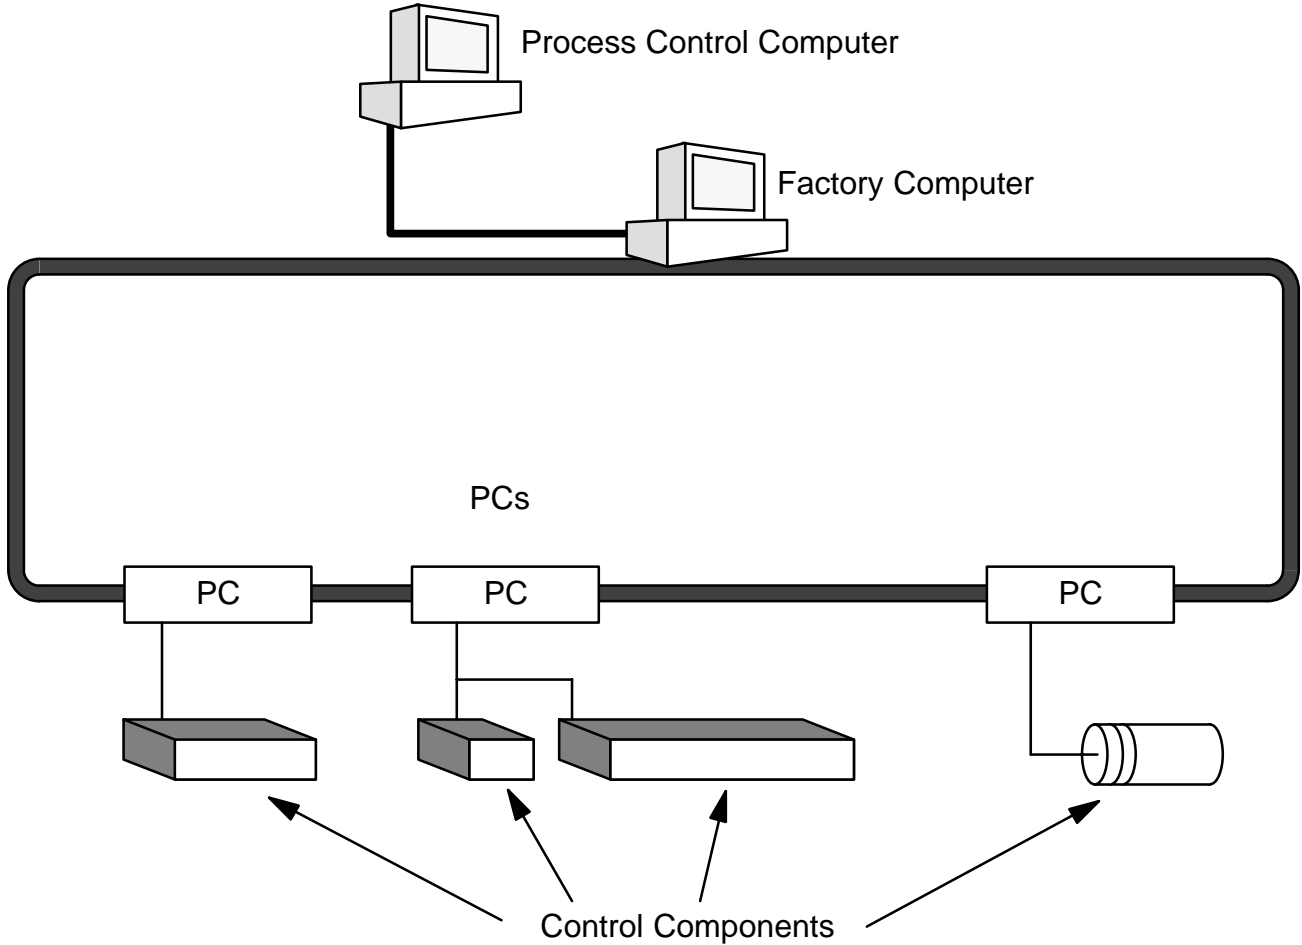 Process Control Computer
Factory Computer
PCs
PC
PC
PC
Control Components